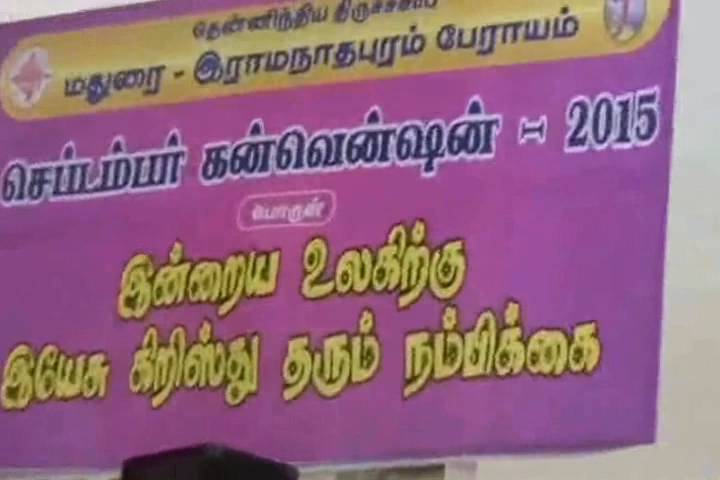 தென்னிந்திய திருச்சபை
மதுரை - இராமநாதபுரம் பேராயம்
செப்டம்பர் கன்வென்ஷன் - 2015
பொருள்
இன்றைய உலகிற்கு
இயேசு கிறிஸ்து தரும் நம்பிக்கை